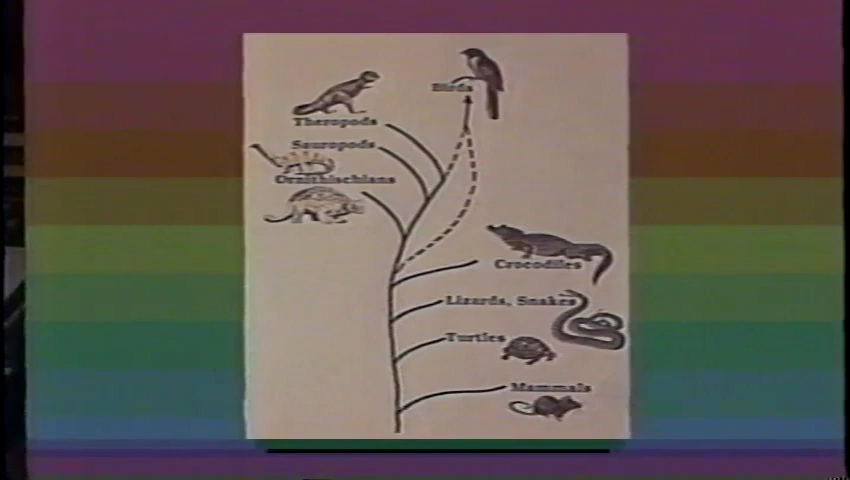 Birds
Theropods
Sauropods
Ornithischians
Crocodiles
Lizards, Snakes
Turtles
Mammals